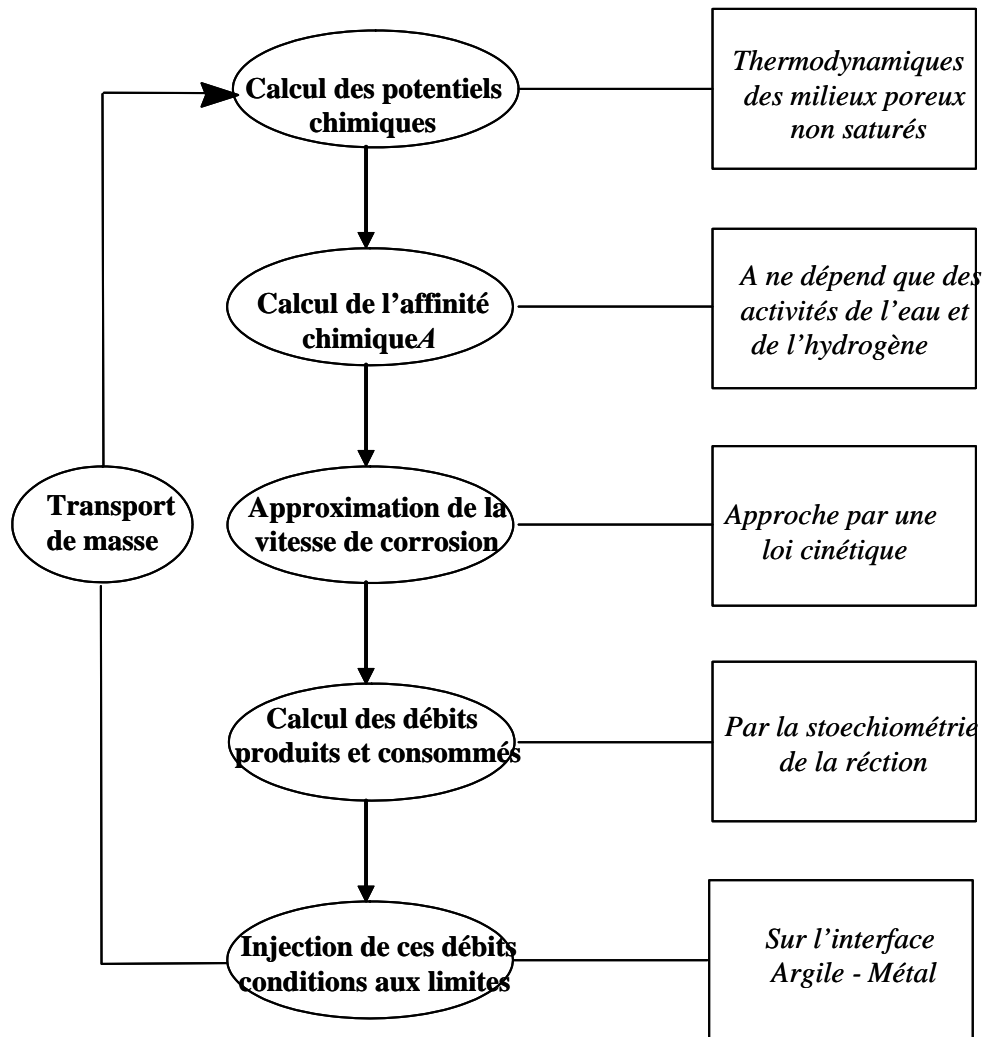 Calcul des potentiels
chimiques
Thermodynamiques
des milieux poreux
non saturés
Calcul de l’affinité
chimiqueA
A ne dépend que des
activités de l’eau et
de l’hydrogène
Transport
de masse
Approximation de la
vitesse de corrosion
Approche par une
loi cinétique
Calcul des débits
produits et consommés
Par la stoechiométrie
de la réction
Injection de ces débits
conditions aux limites
Sur l’interface
Argile - Métal